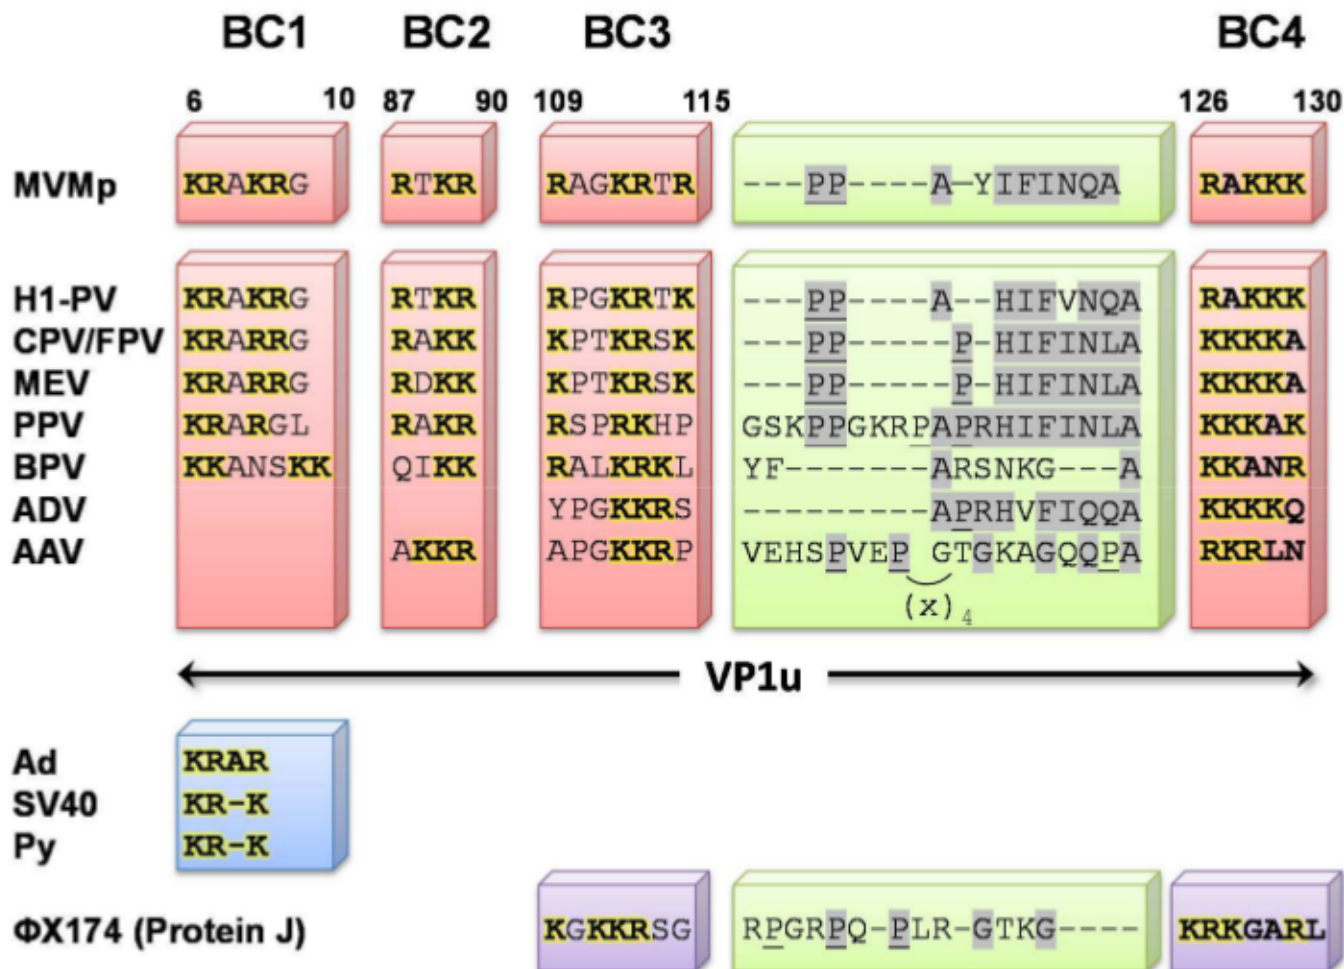 BC1 BC2 BC3 BC4
6 10 87 90 109 115 126 130
MVMp KRAKRG RTKR RAGKRTR ---PP----A–YIFINQA RAKKK
H1-PV KRAKRG RTKR RPGKRTK ---PP----A--HIFVNQA RAKKK
CPV/FPV KRARRG RAKK KPTKRSK ---PP-----P-HIFINLA KKKKA
MEV KRARRG RDKK KPTKRSK ---PP-----P-HIFINLA KKKKA
PPV KRARGL RAKR RSPRKHP GSKPPGKRPAPRHIFINLA KKKAK
BPV KKANSKK QIKK RALKRKL YF-------ARSNKG---A KKANR
ADV YPGKKRS ---------APRHVFIQQA KKKKQ
AAV AKKR APGKKRP VEHSPVEP GTGKAGQQPA RKRLN
(x)4
VP1u
Ad KRAR
SV40 KR-K
Py KR-K
ΦX174 (Protein J) KGKKRSG RPGRPQ-PLR-GTKG---- KRKGARL